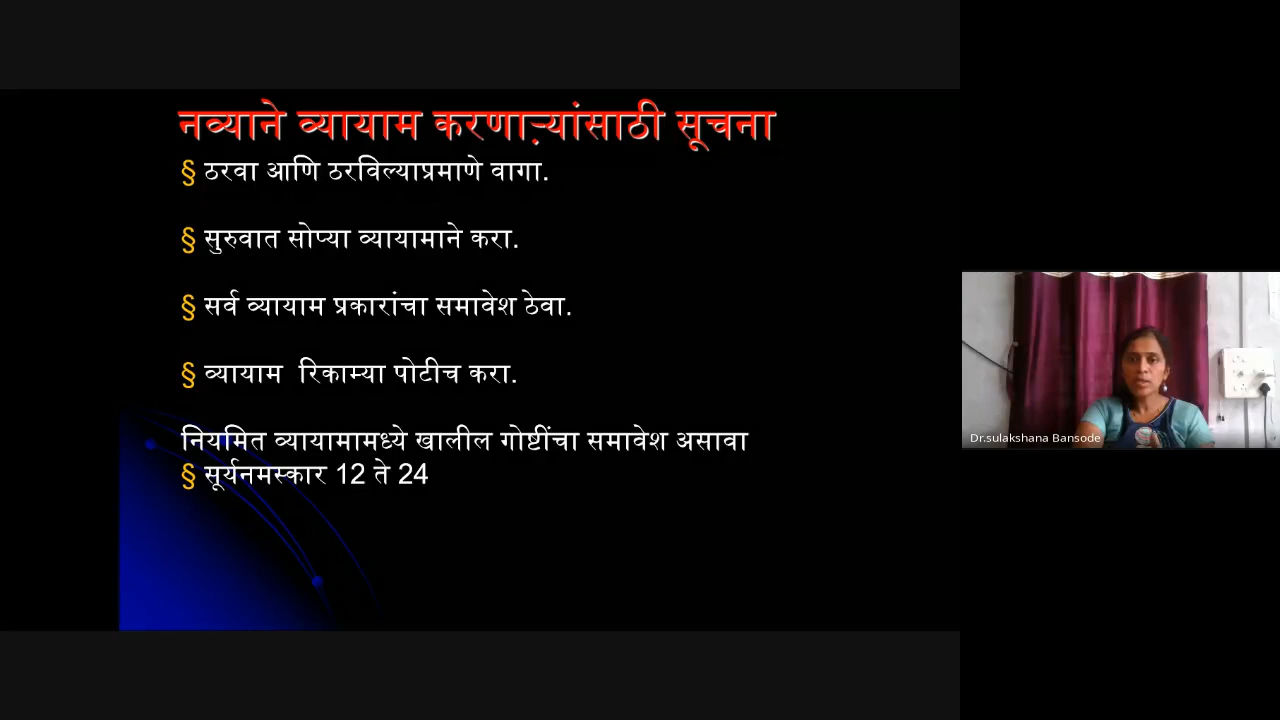 नव्याने व्यायाम करणाऱ्यांसाठी सूचना
§ ठरवा आणि ठरविल्याप्रमाणे वागा.
§ सुरुवात सोप्या व्यायामाने करा.
§ सर्व व्यायाम प्रकारांचा समावेश ठेवा.
§ व्यायाम  रिकाम्या पोटीच करा.
नियमित व्यायामामध्ये खालील गोष्टींचा समावेश असावा
§ सूर्यनमस्कार 12 ते 24
Dr.sulakshana Bansode